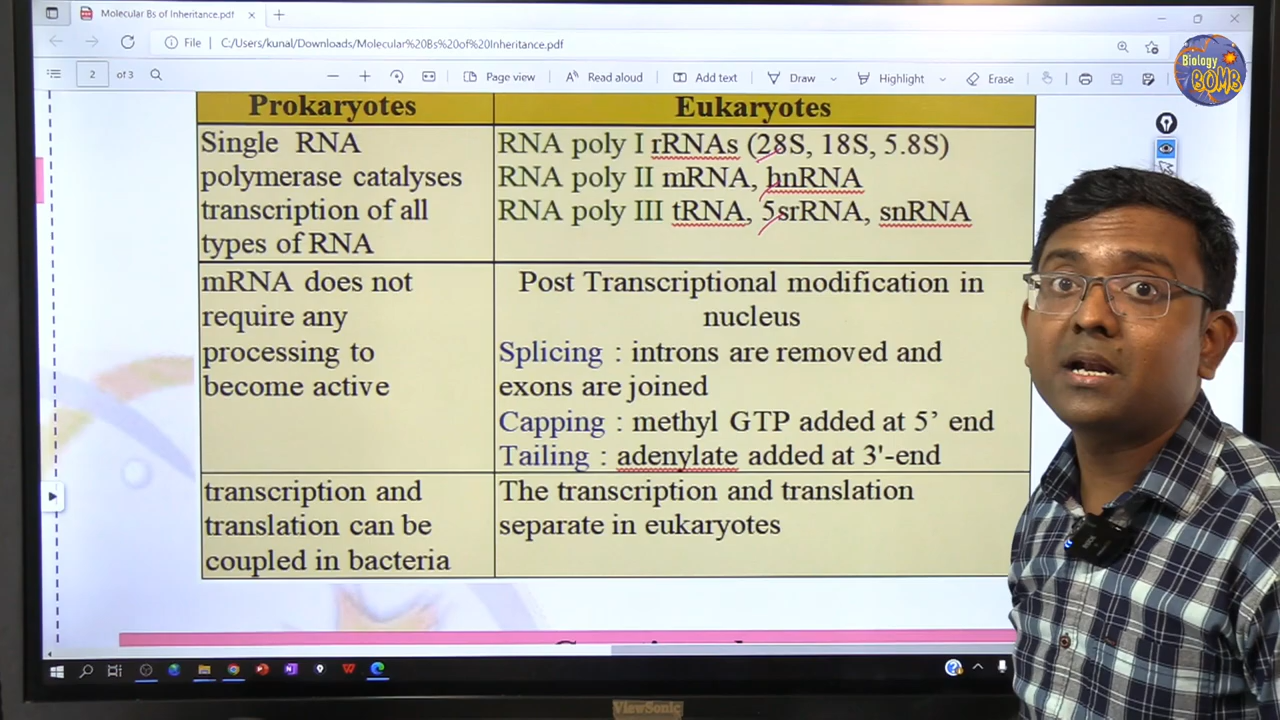 Molecular Bs of Inheritance.pdf
File
C:/Users/kunal/Downloads/Molecular%20Bs%20of%20Inheritance.pdf
2
of 3
Page view
Read aloud
Add text
Draw
Highlight
Erase
Biology
BOMB
Prokaryotes
Eukaryotes
Single RNA
polymerase catalyses
transcription of all
types of RNA
RNA poly I rRNAs (28S, 18S, 5.8S)
RNA poly II mRNA, hnRNA
RNA poly III tRNA, 5srRNA, snRNA
mRNA does not
require any
processing to
become active
Post Transcriptional modification in
nucleus
Splicing : introns are removed and
exons are joined
Capping : methyl GTP added at 5’ end
Tailing : adenylate added at 3'-end
transcription and
translation can be
coupled in bacteria
The transcription and translation
separate in eukaryotes
ViewSonic